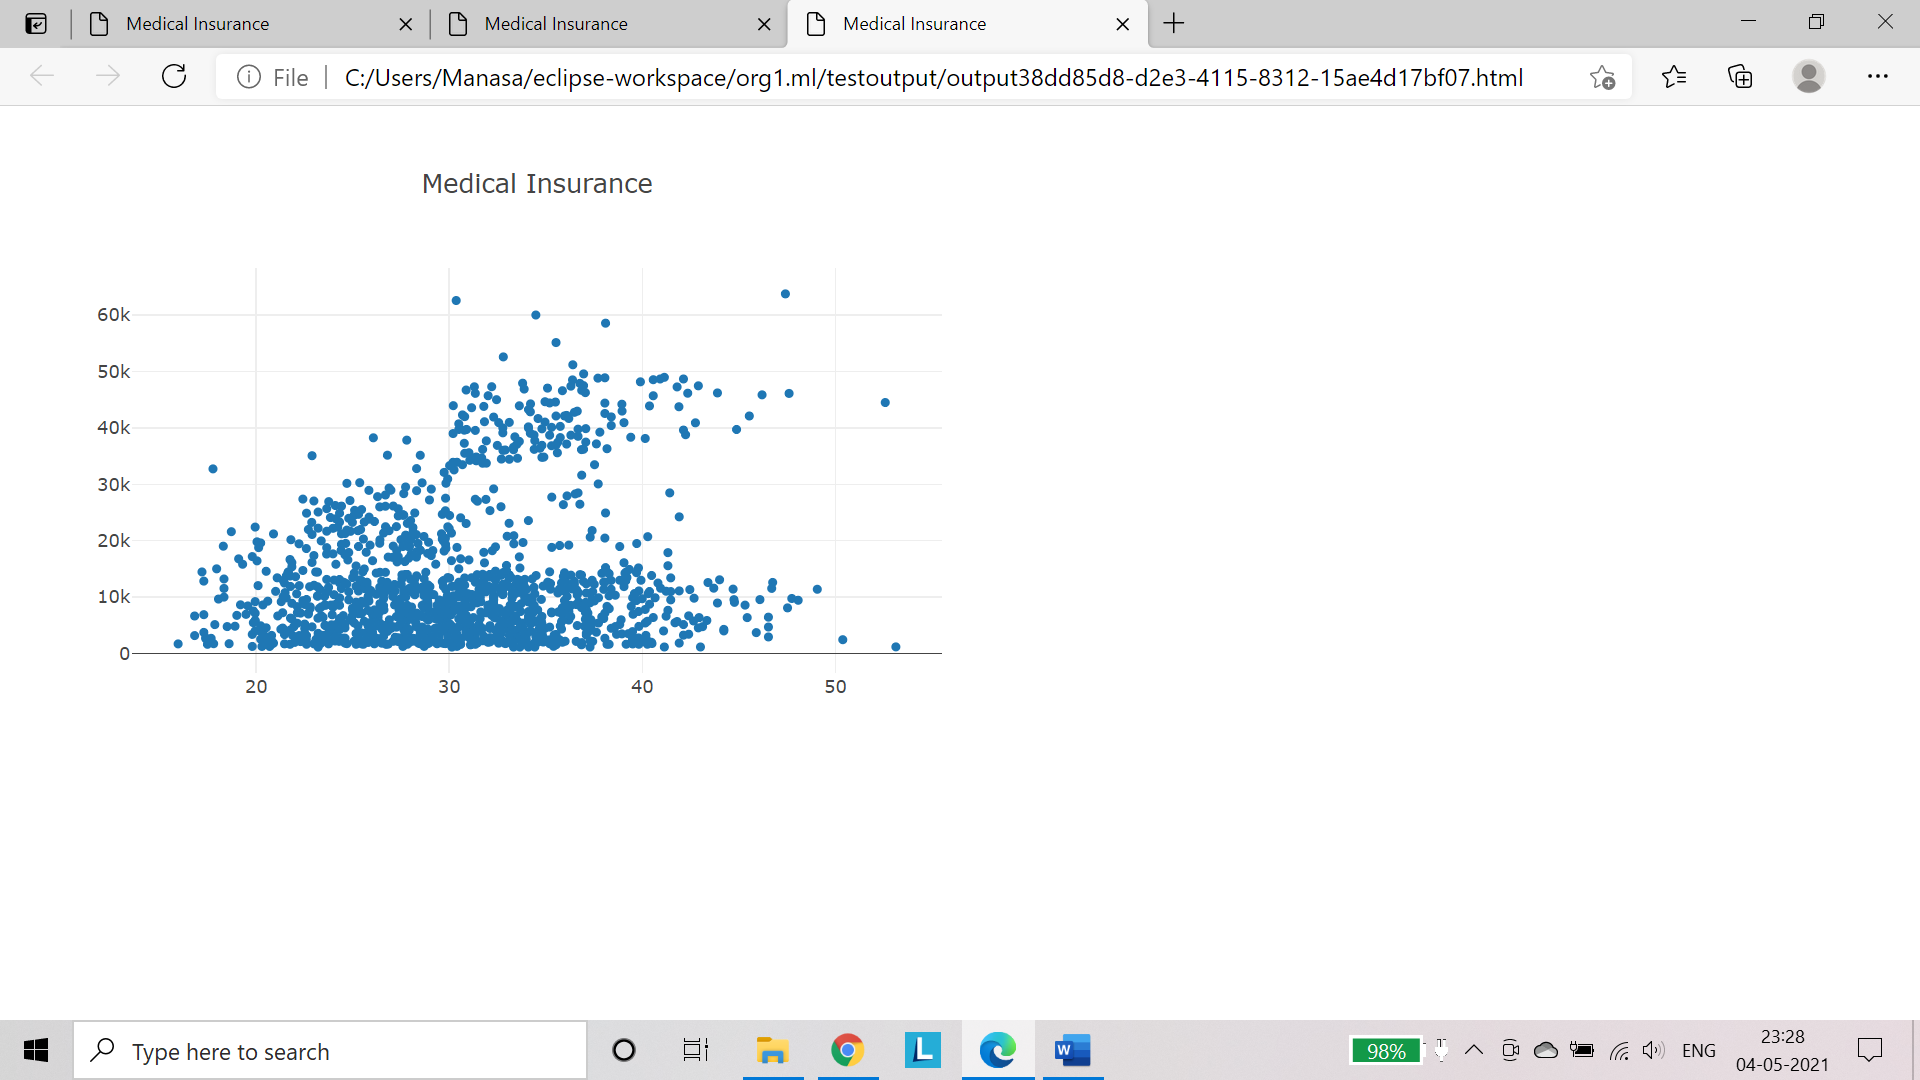 Medical Insurance
Medical Insurance
Medical Insurance
File
C:/Users/Manasa/eclipse-workspace/org1.ml/testoutput/output38dd85d8-d2e3-4115-8312-15ae4d17bf07.html
Medical Insurance
60k
50k
40k
30k
20k
10k
0
20 30 40 50
Type here to search
L
W
98%
ENG
23:28
04-05-2021